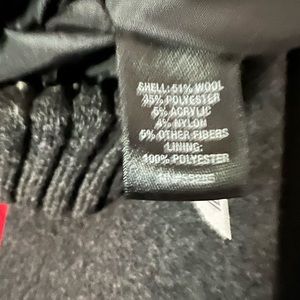 SHELL: 51% WOOL
35% POLYESTER
5% ACRYLIC
4% NYLON
5% OTHER FIBERS
LINING:
100% POLYESTER